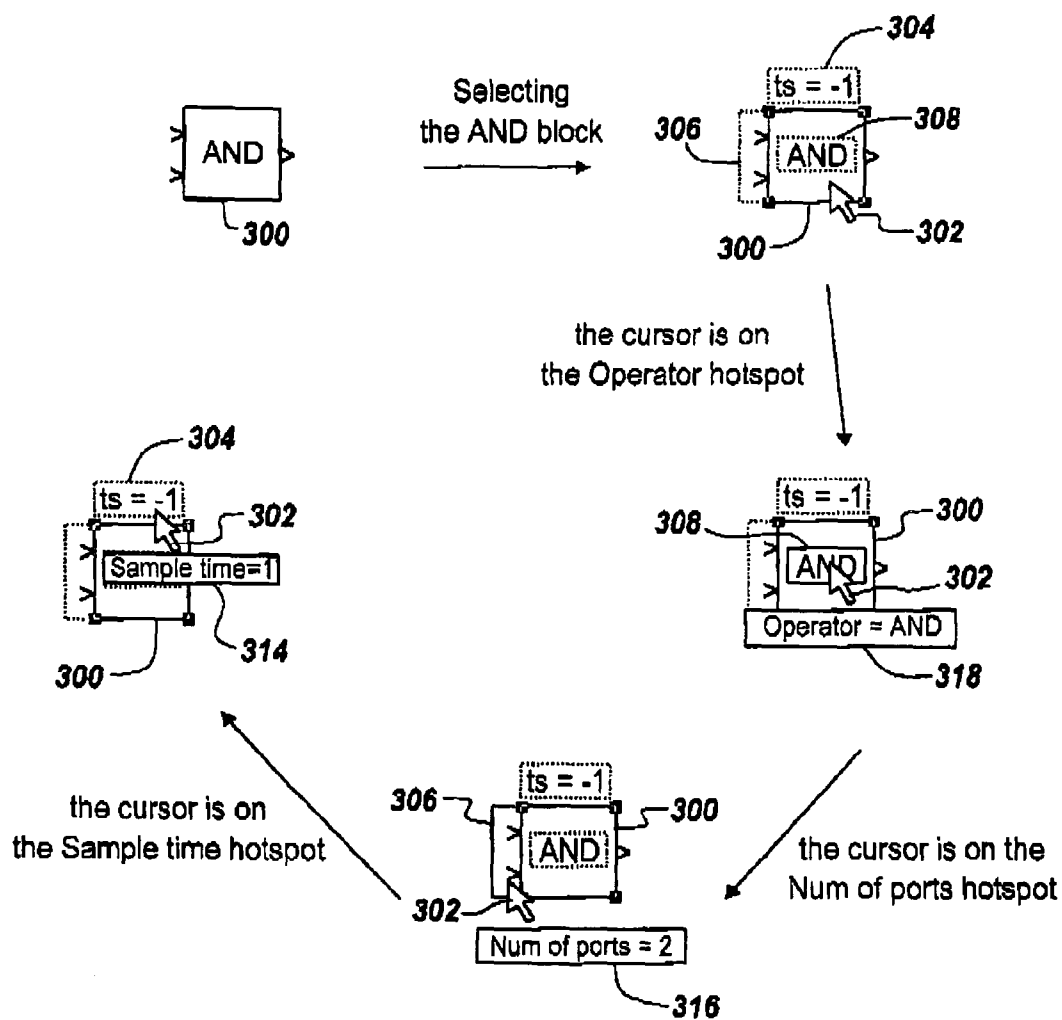 304
ts = -1
Selecting
the AND block
AND
300
306
308
AND
300
302
the cursor is on
the Operator hotspot
304
ts = -1
302
Sample time=1
314
300
ts = -1
308
300
AND
302
Operator = AND
318
the cursor is on
the Sample time hotspot
ts = -1
306
300
AND
302
Num of ports = 2
316
the cursor is on the
Num of ports hotspot